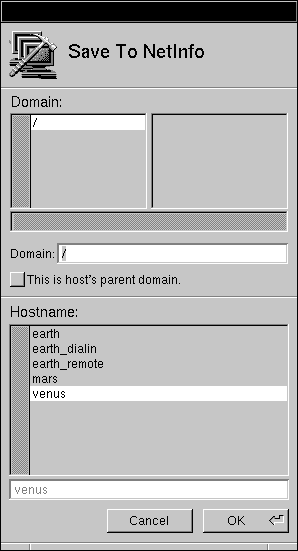 Save To NetInfo
Domain:
/
Domain: /
This is host's parent domain.
Hostname:
earth
earth_dialin
earth_remote
mars
venus
venus
Cancel OK